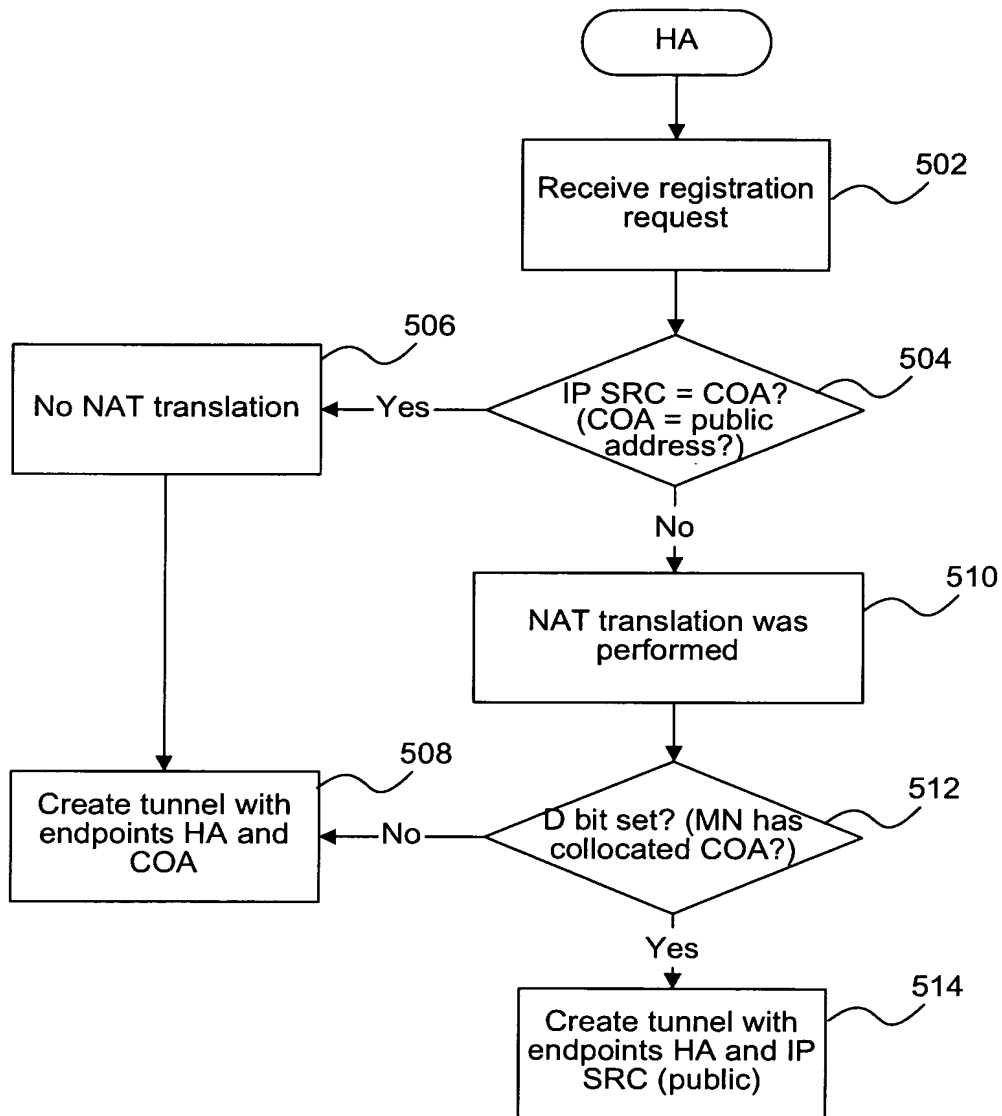 HA
Receive registration
request
502
IP SRC = COA?
(COA = public
address?)
504
Yes
No NAT translation
506
No
NAT translation was
performed
510
D bit set? (MN has
collocated COA?)
512
No
Create tunnel with
endpoints HA and
COA
508
Yes
Create tunnel with
endpoints HA and IP
SRC (public)
514